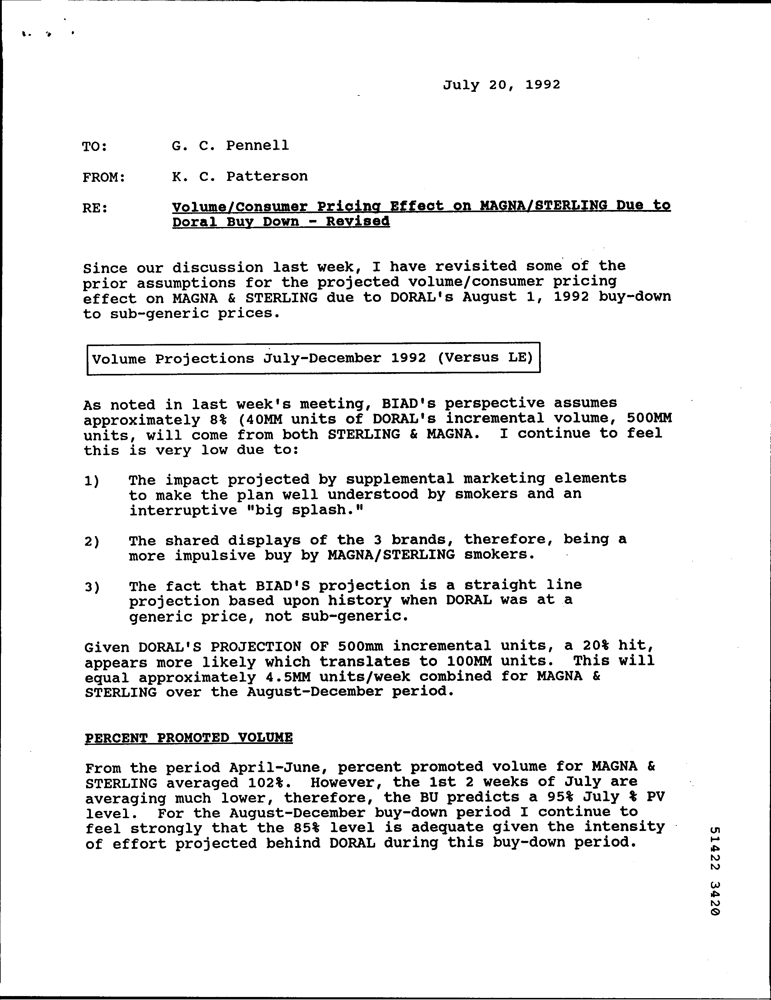 July 20, 1992
TO: G. C. Pennell
FROM: K. C. Patterson
RE: Volume/Consumer Pricing Effect on MAGNA/STERLING Due to
Doral Buy Down - Revised
Since our discussion last week, I have revisited some of the
prior assumptions for the projected volume/consumer pricing
effect on MAGNA & STERLING due to DORAL's August 1, 1992 buy-down
to sub-generic prices.
Volume Projections July-December 1992 (Versus LE)
As noted in last week's meeting, BIAD's perspective assumes
approximately 8% (40MM units of DORAL's incremental volume, 500MM
units, will come from both STERLING & MAGNA. I continue to feel
this is very low due to:
1) The impact projected by supplemental marketing elements
to make the plan well understood by smokers and an
interruptive "big splash."
2) The shared displays of the 3 brands, therefore, being a
more impulsive buy by MAGNA/STERLING smokers.
3) The fact that BIAD'S projection is a straight line
projection based upon history when DORAL was at a
generic price, not sub-generic.
Given DORAL'S PROJECTION OF 500mm incremental units, a 20% hit,
appears more likely which translates to 100MM units. This will
equal approximately 4.5MM units/week combined for MAGNA &
STERLING over the August-December period.
PERCENT PROMOTED VOLUME
From the period April-June, percent promoted volume for MAGNA &
STERLING averaged 102%. However, the 1st 2 weeks of July are
averaging much lower, therefore, the BU predicts a 95% July % PV
level. For the August-December buy-down period I continue to
feel strongly that the 85% level is adequate given the intensity
of effort projected behind DORAL during this buy-down period.
51422 3420